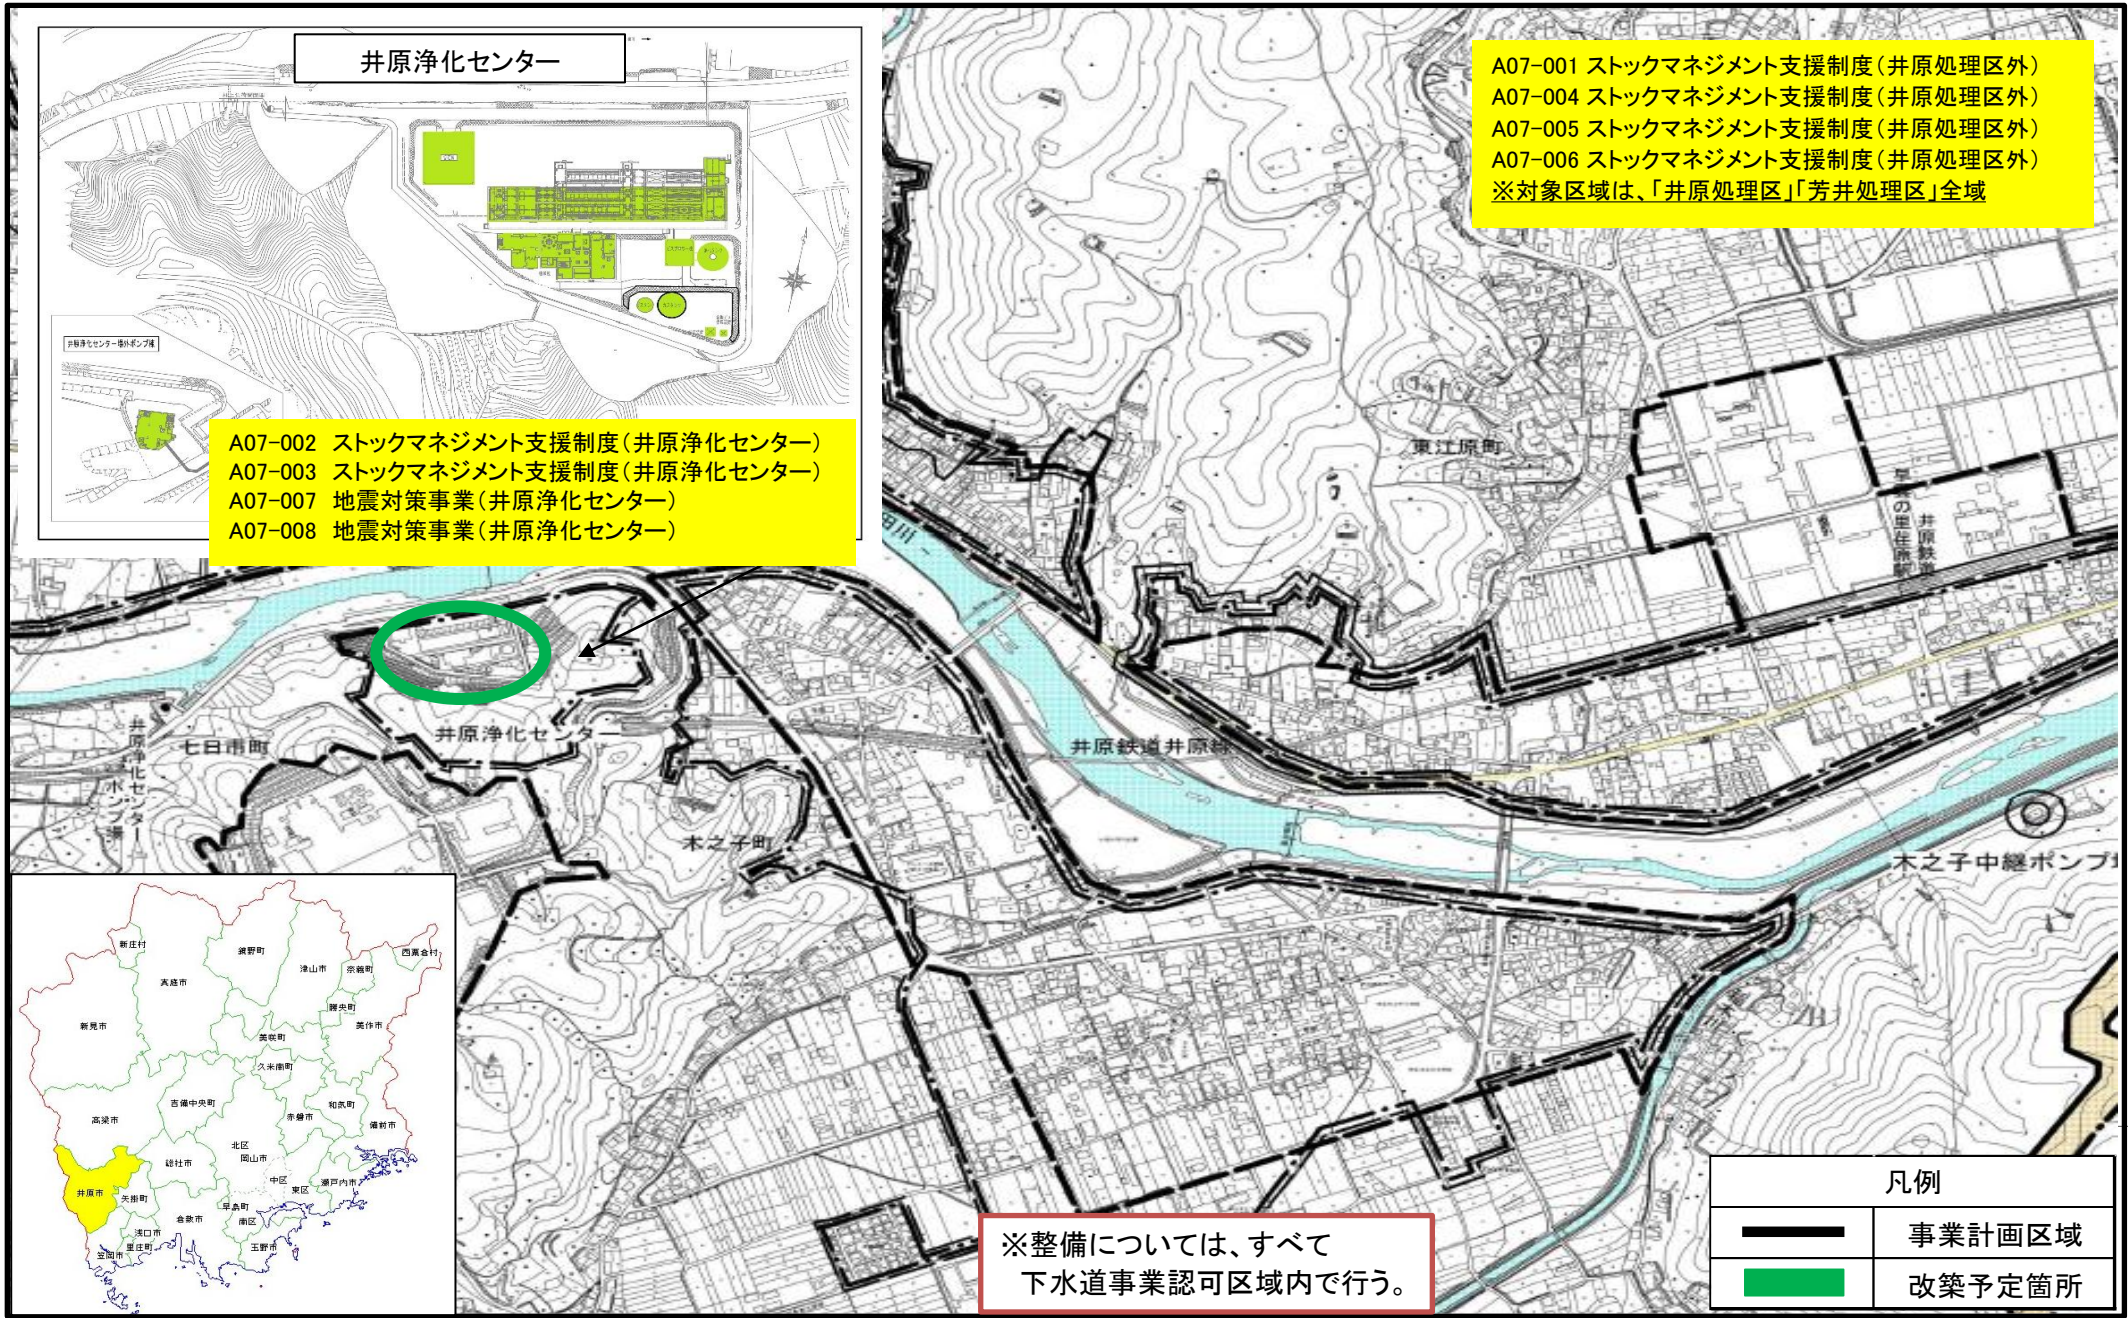 井原浄化センター
井原浄化センター場外ポンプ棟
A07-002 ストックマネジメント支援制度(井原浄化センター)
A07-003 ストックマネジメント支援制度(井原浄化センター)
A07-007 地震対策事業(井原浄化センター)
A07-008 地震対策事業(井原浄化センター)
A07-001 ストックマネジメント支援制度(井原処理区外)
A07-004 ストックマネジメント支援制度(井原処理区外)
A07-005 ストックマネジメント支援制度(井原処理区外)
A07-006 ストックマネジメント支援制度(井原処理区外)
※対象区域は、「井原処理区」「芳井処理区」全域
東江原町
早雲の里荏原駅
井原鉄道
田川
井原鉄道井原線
井原浄化センター
七日市町
井原浄化センター
ポンプ場
木之子町
木之子中継ポンプ
新庄村
鏡野町
津山市
奈義町
西粟倉村
真庭市
勝央町
美作市
新見市
美咲町
久米南町
吉備中央町
和気町
赤磐市
高梁市
備前市
北区
岡山市
総社市
中区
東区
瀬戸内市
井原市
矢掛町
早島町
倉敷市
南区
浅口市
里庄町
笠岡市
玉野市
※整備については、すべて
下水道事業認可区域内で行う。
凡例
事業計画区域
改築予定箇所